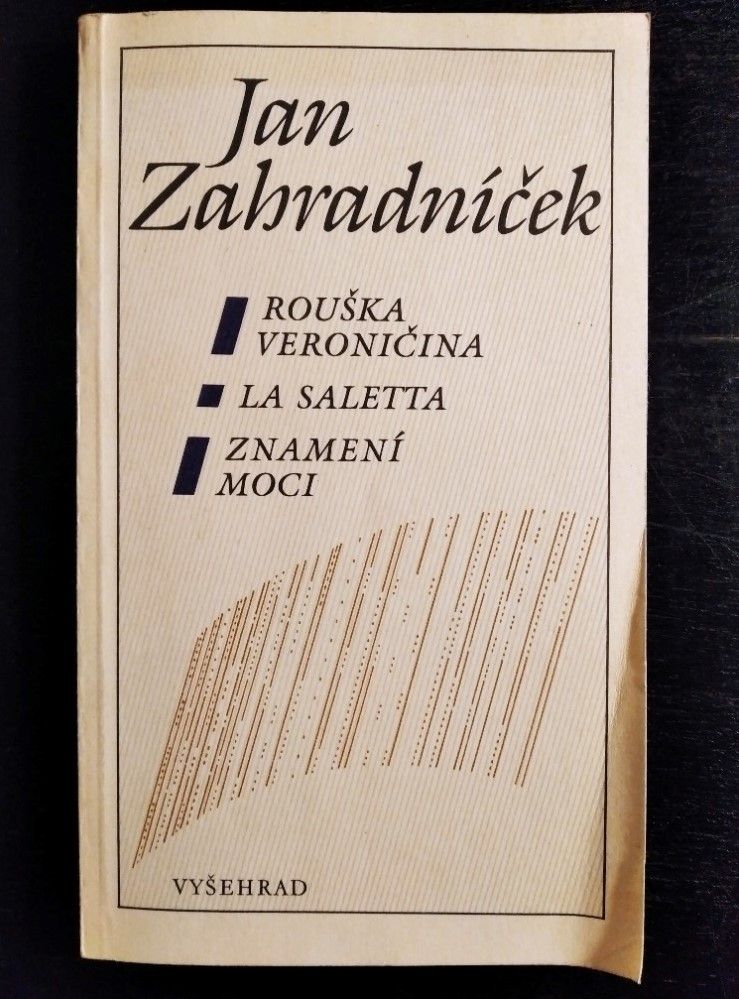 Jan
Zahradníček
ROUŠKA
VERONIČINA
LA SALETTA
ZNAMENÍ
MOCI
VYŠEHRAD